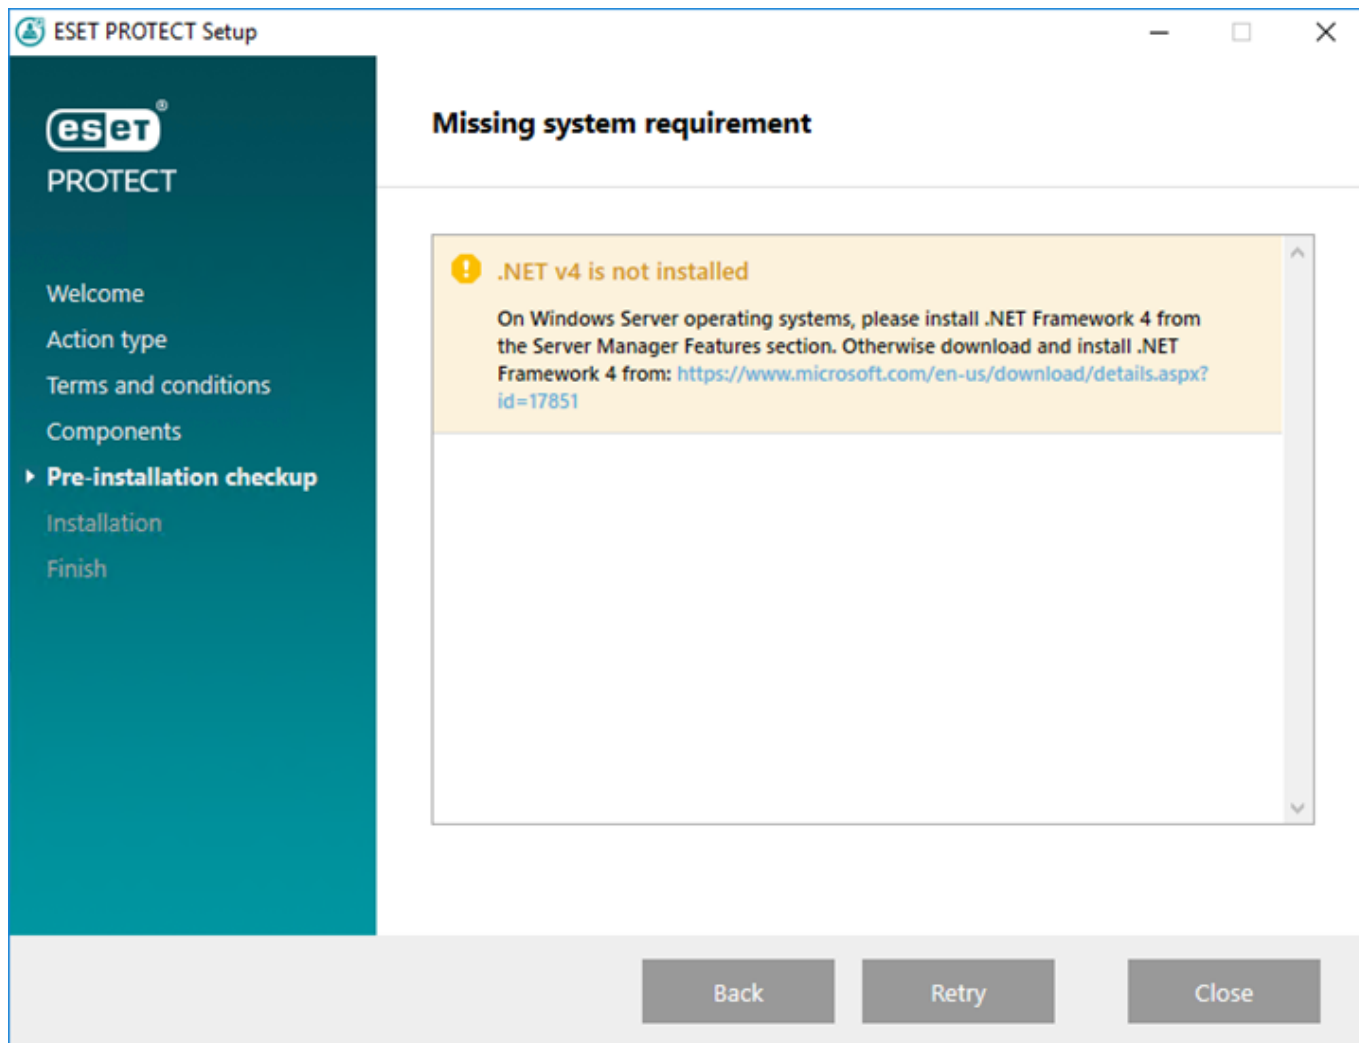 ESET PROTECT Setup
eset®
PROTECT
Welcome
Action type
Terms and conditions
Components
Pre-installation checkup
Installation
Finish
Missing system requirement
.NET v4 is not installed
On Windows Server operating systems, please install .NET Framework 4 from
the Server Manager Features section. Otherwise download and install .NET
Framework 4 from: https://www.microsoft.com/en-us/download/details.aspx?
id=17851
Back
Retry
Close